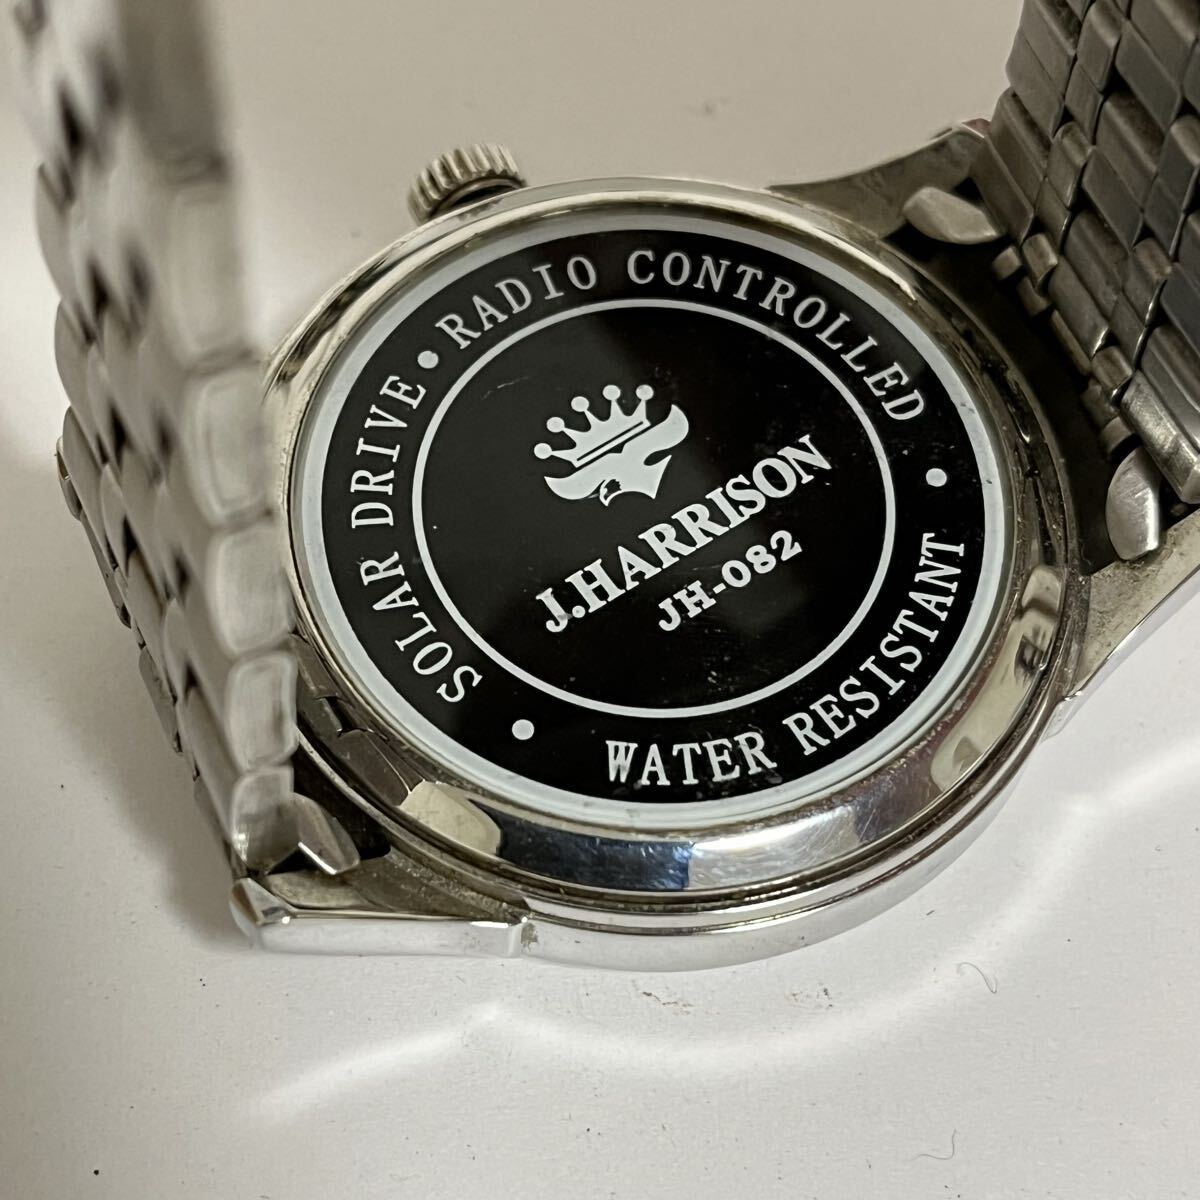 SOLAR DRIVE • RADIO CONTROLLED •
WATER RESISTANT •
J.HARRISON
JH-082